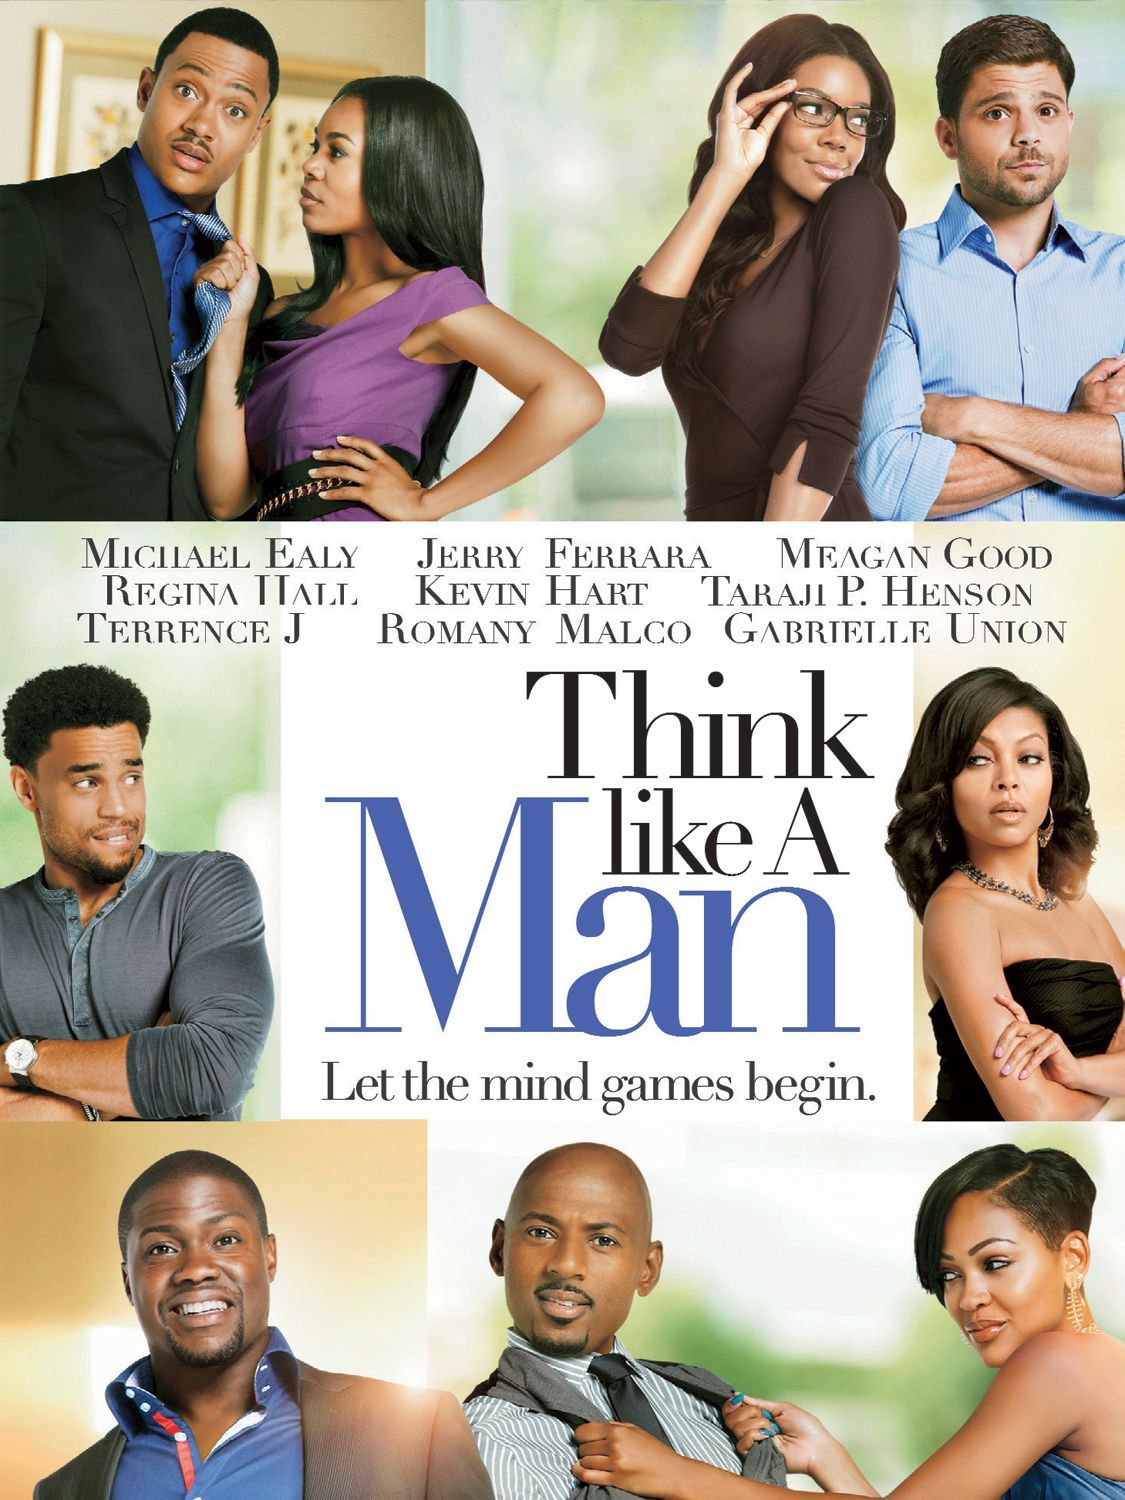 Michael Ealy Jerry Ferrara Meagan Good
Regina Hall Kevin Hart Taraji P. Henson
Terrence J Romany Malco Gabrielle Union
Think
like A
Man
Let the mind games begin.